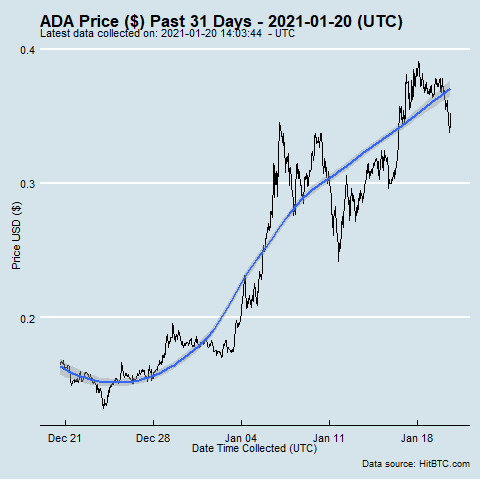 ADA Price ($) Past 31 Days - 2021-01-20 (UTC)
Latest data collected on: 2021-01-20 14:03:44 - UTC
0.4
0.3
0.2
Price USD ($)
Dec 21 Dec 28 Jan 04 Jan 11 Jan 18
Date Time Collected (UTC)
Data source: HitBTC.com